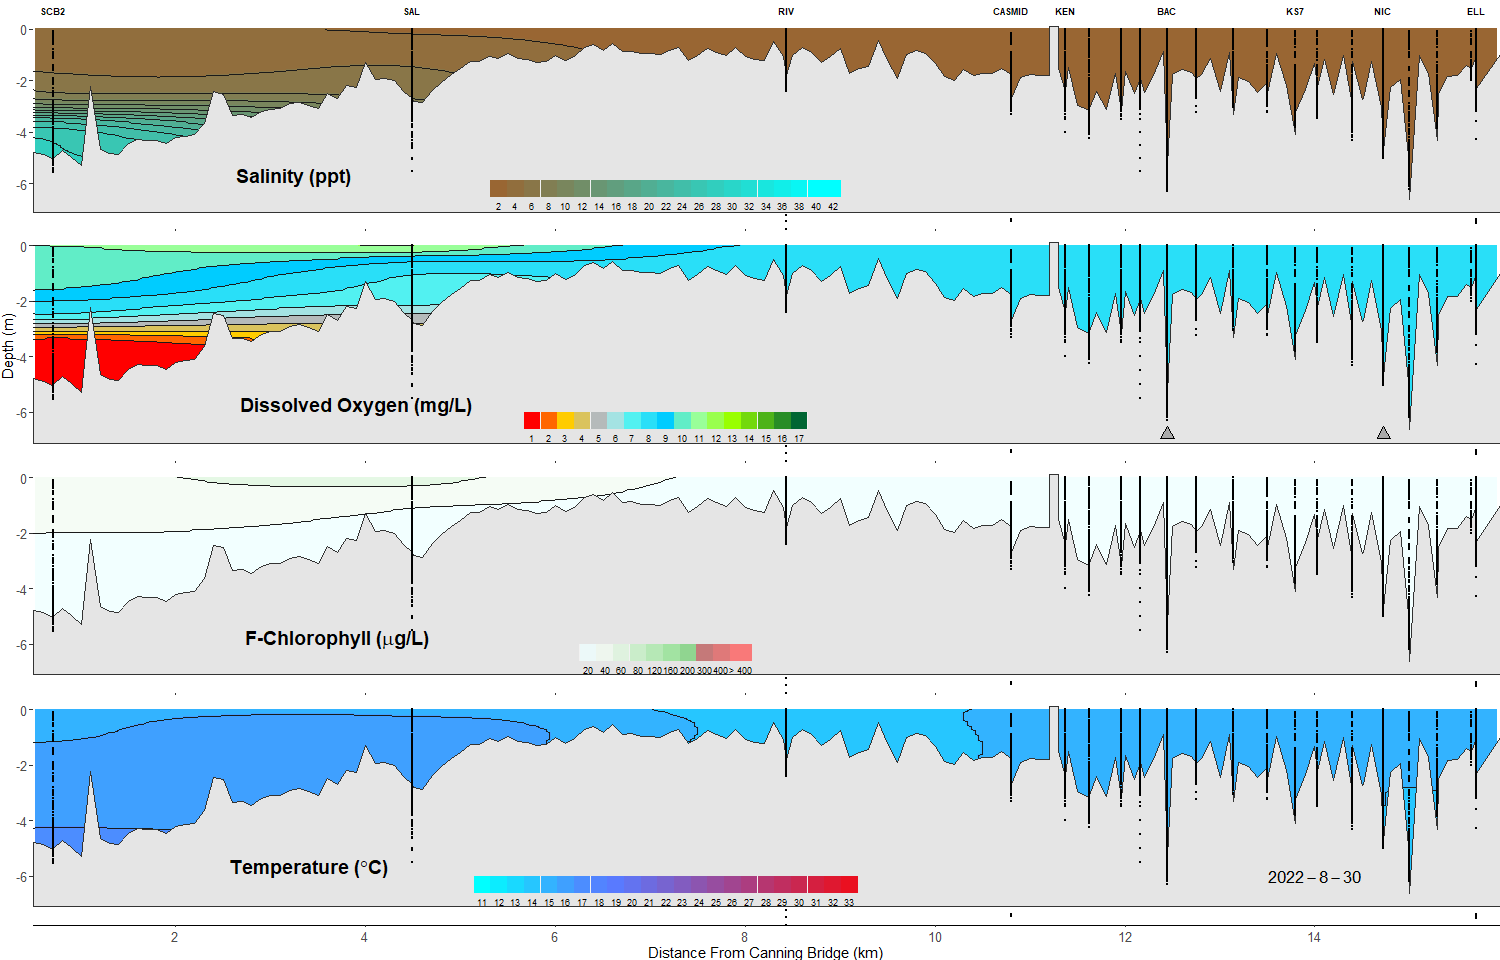 SCB2 SAL RIV CASMID KEN BAC KS7 NIC ELL
0
-2
-4
-6
Salinity (ppt)
2 4 6 8 10 12 14 16 18 20 22 24 26 28 30 32 34 36 38 40 42
0
-2
-4
-6
Dissolved Oxygen (mg/L)
1 2 3 4 5 6 7 8 9 10 11 12 13 14 15 16 17
Depth (m)
0
-2
-4
-6
F-Chlorophyll (μg/L)
20 40 60 80 120 160 200 300 400 > 400
0
-2
-4
-6
Temperature (°C)
2022 – 8 – 30
11 12 13 14 15 16 17 18 19 20 21 22 23 24 25 26 27 28 29 30 31 32 33
2 4 6 8 10 12 14
Distance From Canning Bridge (km)